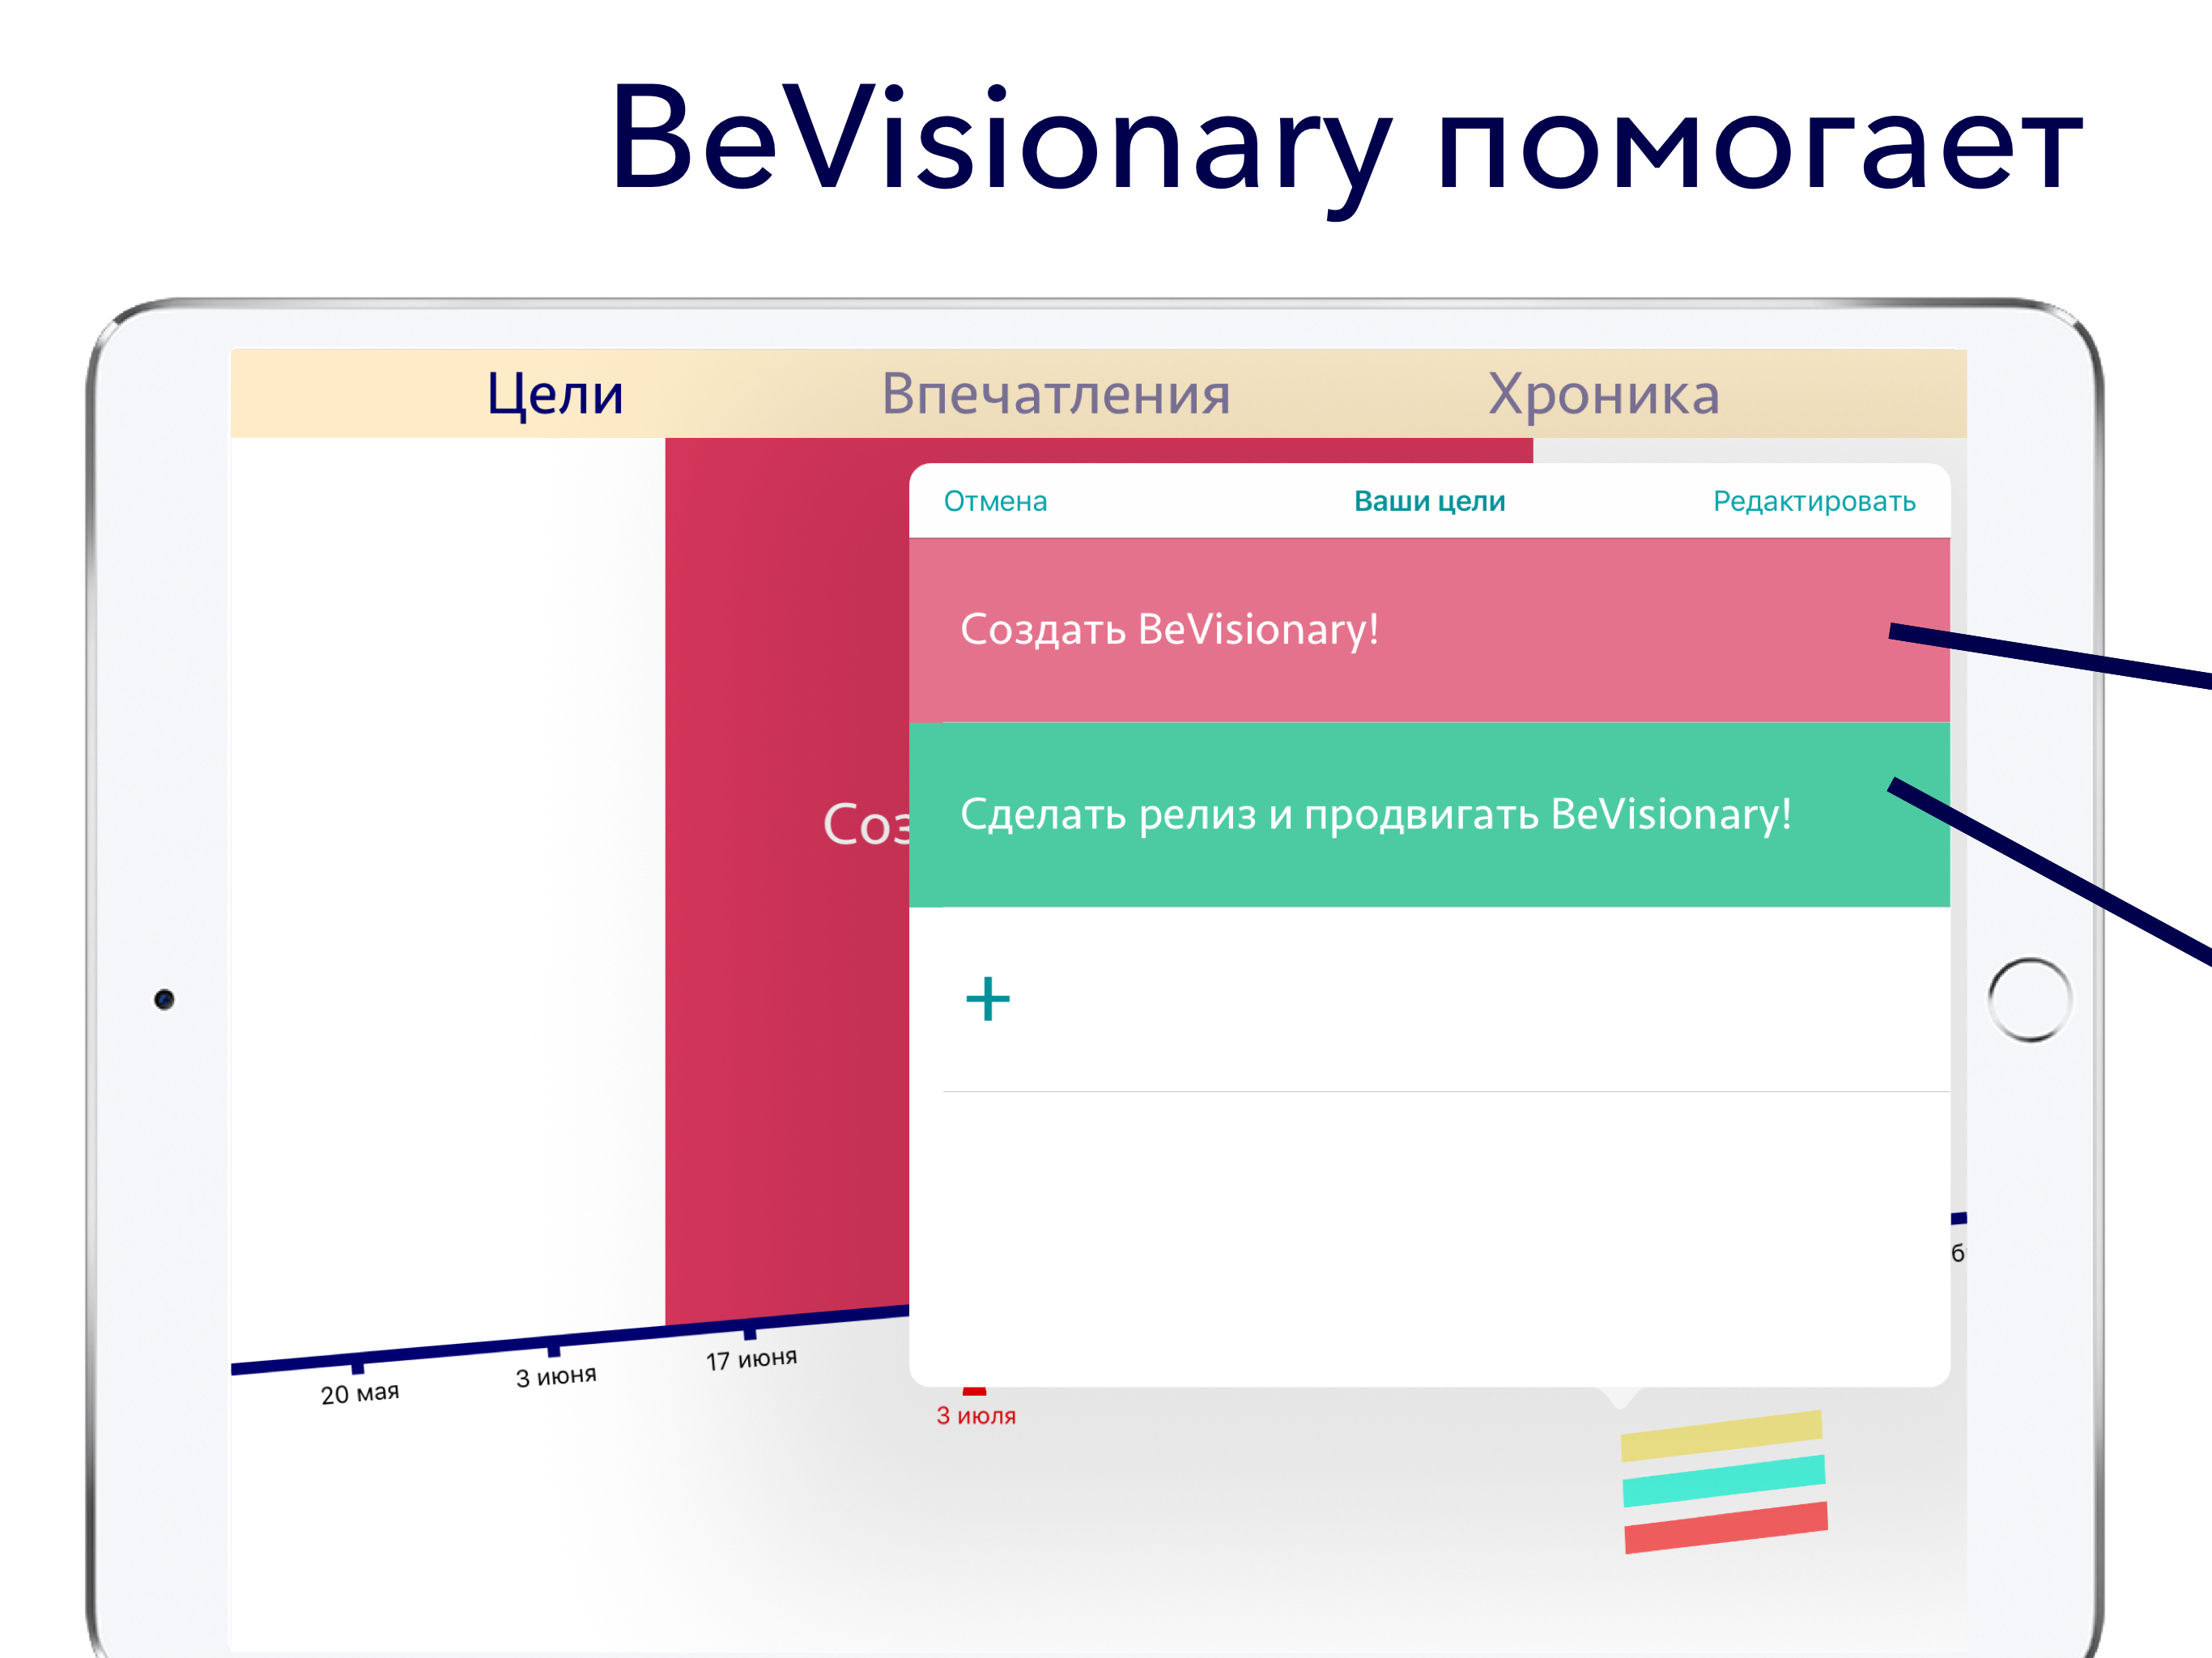 BeVisionary помогает
Цели
Впечатления
Хроника
Отмена
Ваши цели
Редактировать
Создать BeVisionary!
Соз
Сделать релиз и продвигать BeVisionary!
+
20 мая
3 июня
17 июня
3 июля